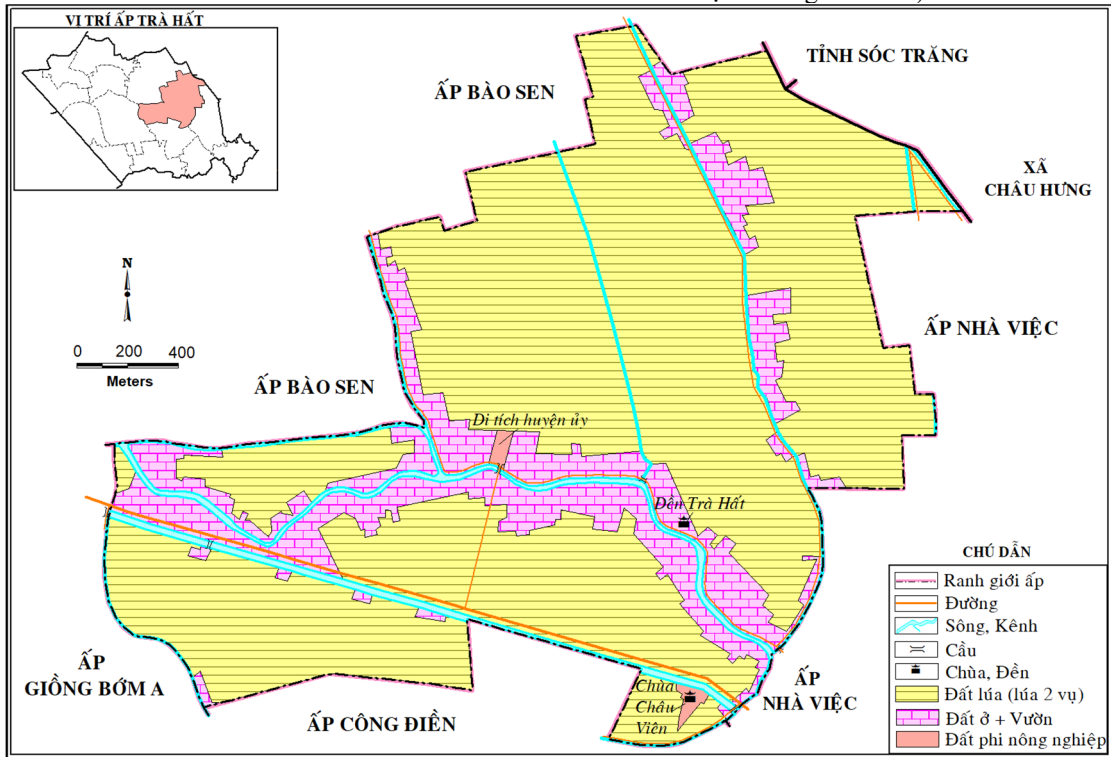 VI TRÍ ẤP TRÀ HẤT
TỈNH SÓC TRĂNG
ẤP BÀO SEN
XÃ
CHÂU HƯNG
N
0 200 400
Meters
ẤP NHÀ VIỆC
ẤP BÀO SEN
Di tích huyện ủy
Đền Trà Hất
ẤP
GIỒNG BỚM A
ẤP CÔNG ĐIỀN
Chùa
Châu
Viên
ẤP
NHÀ VIỆC
CHÚ DẪN
Ranh giới ấp
Đường
Sông, Kênh
Cầu
Chùa, Đền
Đất lúa (lúa 2 vụ)
Đất ở + Vườn
Đất phi nông nghiệp